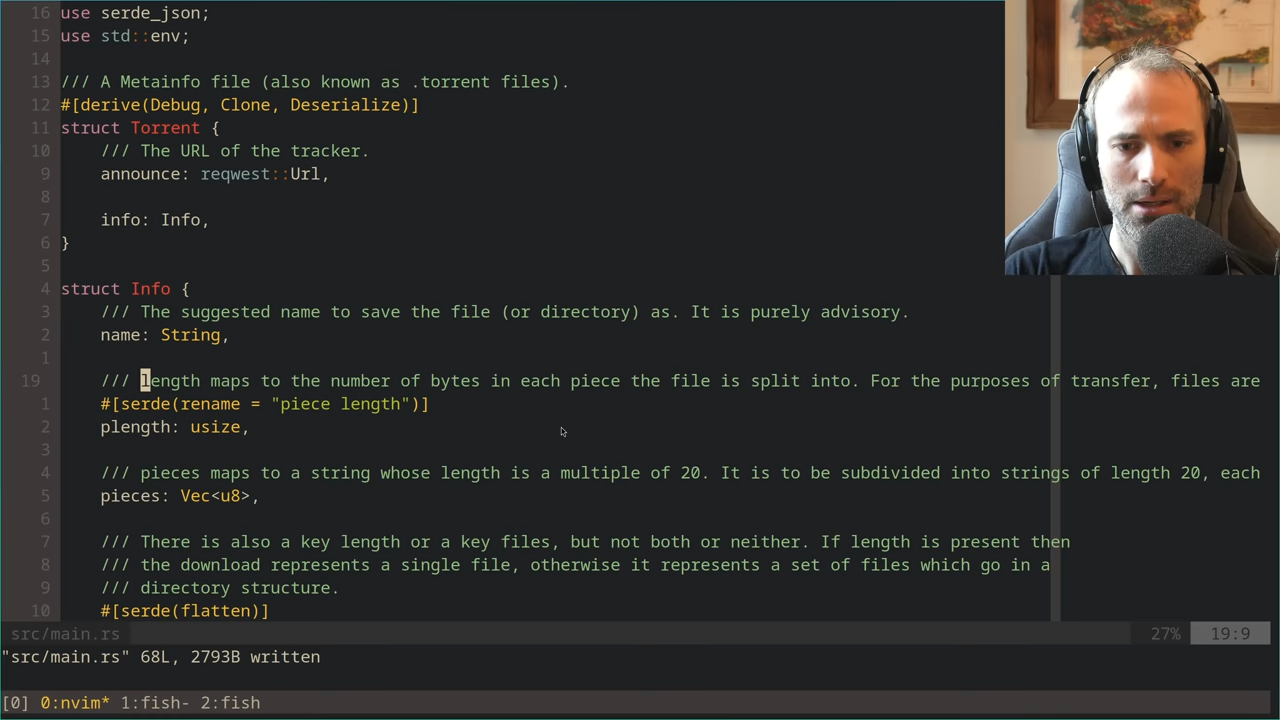 16 use serde_json;
15 use std::env;
14
13 /// A Metainfo file (also known as .torrent files).
12 #[derive(Debug, Clone, Deserialize)]
11 struct Torrent {
10     /// The URL of the tracker.
9     announce: reqwest::Url,
8
7     info: Info,
6 }
5
4 struct Info {
3     /// The suggested name to save the file (or directory) as. It is purely advisory.
2     name: String,
1
19     /// length maps to the number of bytes in each piece the file is split into. For the purposes of transfer, files are
1     #[serde(rename = "piece length")]
2     plength: usize,
3
4     /// pieces maps to a string whose length is a multiple of 20. It is to be subdivided into strings of length 20, each
5     pieces: Vec<u8>,
6
7     /// There is also a key length or a key files, but not both or neither. If length is present then
8     /// the download represents a single file, otherwise it represents a set of files which go in a
9     /// directory structure.
10     #[serde(flatten)]
src/main.rs 27% 19:9
"src/main.rs" 68L, 2793B written
[0] 0:nvim* 1:fish- 2:fish